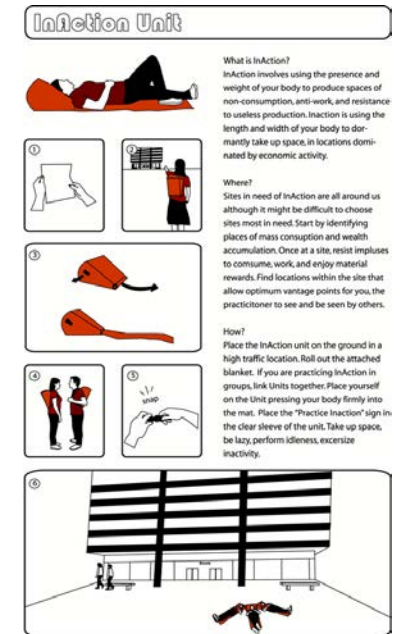 InAction Unit
What is InAction?
InAction involves using the presence and
weight of your body to produce spaces of
non-consumption, anti-work, and resistance
to useless production. Inaction is using the
length and width of your body to dor-
mantly take up space, in locations domi-
nated by economic activity.
Where?
Sites in need of InAction are all around us
although it might be difficult to choose
sites most in need. Start by identifying
places of mass consuption and wealth
accumulation. Once at a site, resist impluses
to comsume, work, and enjoy material
rewards. Find locations within the site that
allow optimum vantage points for you, the
practicitoner to see and be seen by others.
How?
Place the InAction unit on the ground in a
high traffic location. Roll out the attached
blanket. If you are practicing InAction in
groups, link Units together. Place yourself
on the Unit pressing your body firmly into
the mat. Place the "Practice Inaction" sign in
the clear sleeve of the unit. Take up space,
be lazy, perform idleness, excersize
inactivity.
1
2
3
4
5
snap
6